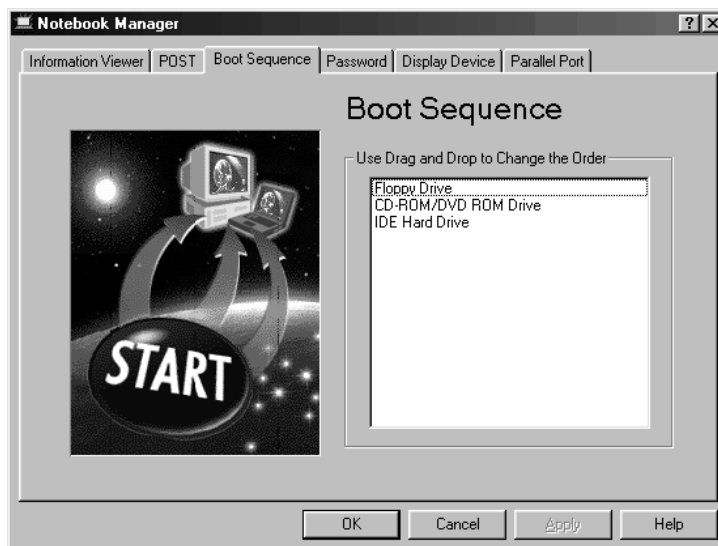 Notebook Manager
Information Viewer POST Boot Sequence Password Display Device Parallel Port
Boot Sequence
Use Drag and Drop to Change the Order
Floppy Drive
CD-ROM/DVD ROM Drive
IDE Hard Drive
START
OK Cancel Apply Help